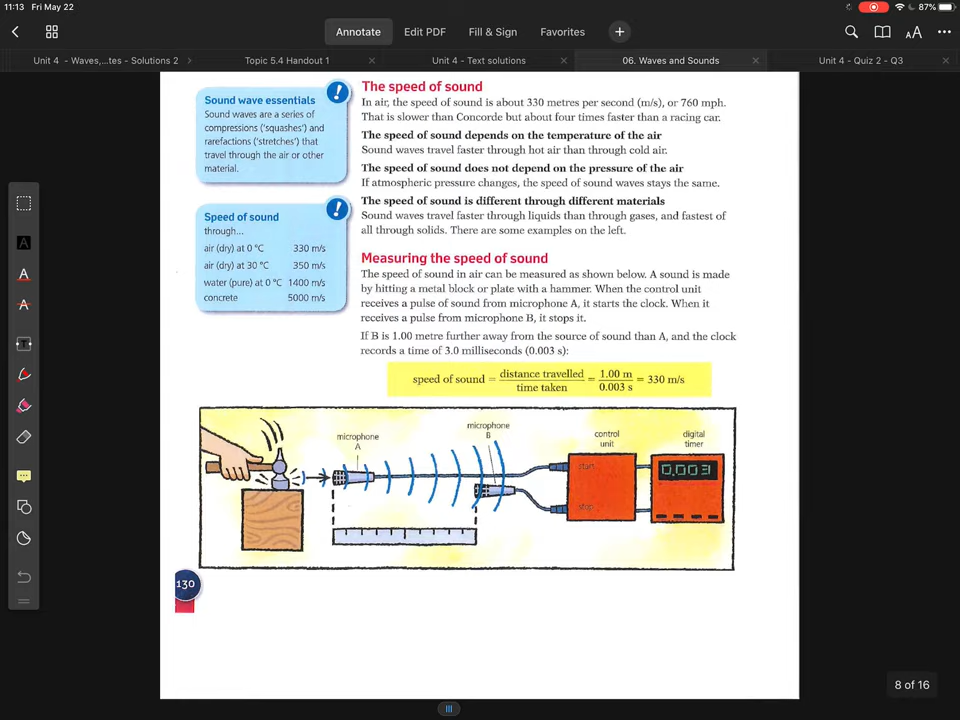 11:13 Fri May 22
87%
Annotate
Edit PDF
Fill & Sign
Favorites
Unit 4 - Waves,...tes - Solutions 2
Topic 5.4 Handout 1
Unit 4 - Text solutions
06. Waves and Sounds
Unit 4 - Quiz 2 - Q3
Sound wave essentials
Sound waves are a series of
compressions ('squashes') and
rarefactions ('stretches') that
travel through the air or other
material.
Speed of sound
through...
air (dry) at 0 °C 330 m/s
air (dry) at 30 °C 350 m/s
water (pure) at 0 °C 1400 m/s
concrete 5000 m/s
The speed of sound
In air, the speed of sound is about 330 metres per second (m/s), or 760 mph.
That is slower than Concorde but about four times faster than a racing car.
The speed of sound depends on the temperature of the air
Sound waves travel faster through hot air than through cold air.
The speed of sound does not depend on the pressure of the air
If atmospheric pressure changes, the speed of sound waves stays the same.
The speed of sound is different through different materials
Sound waves travel faster through liquids than through gases, and fastest of
all through solids. There are some examples on the left.
Measuring the speed of sound
The speed of sound in air can be measured as shown below. A sound is made
by hitting a metal block or plate with a hammer. When the control unit
receives a pulse of sound from microphone A, it starts the clock. When it
receives a pulse from microphone B, it stops it.
If B is 1.00 metre further away from the source of sound than A, and the clock
records a time of 3.0 milliseconds (0.003 s):
speed of sound = distance travelled / time taken = 1.00 m / 0.003 s = 330 m/s
microphone
A
microphone
B
control
unit
digital
timer
start
stop
0.003
130
8 of 16